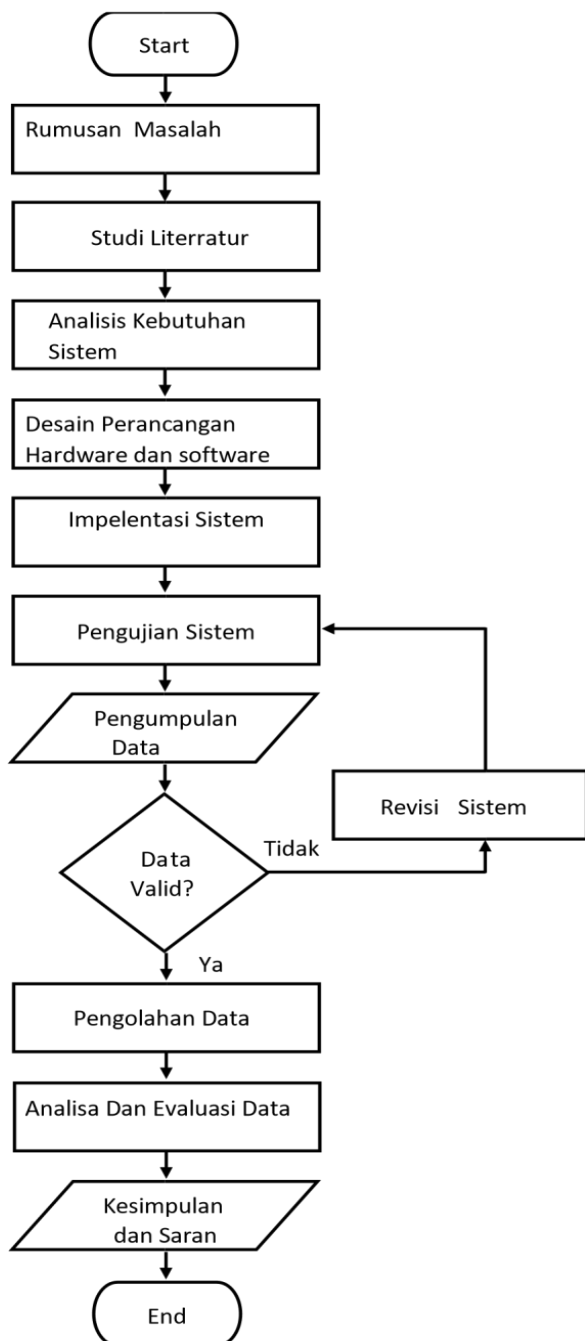 Start
Rumusan Masalah
Studi Literratur
Analisis Kebutuhan
Sistem
Desain Perancangan
Hardware dan software
Impelentasi Sistem
Pengujian Sistem
Pengumpulan
Data
Revisi Sistem
Data
Valid?
Tidak
Ya
Pengolahan Data
Analisa Dan Evaluasi Data
Kesimpulan
dan Saran
End